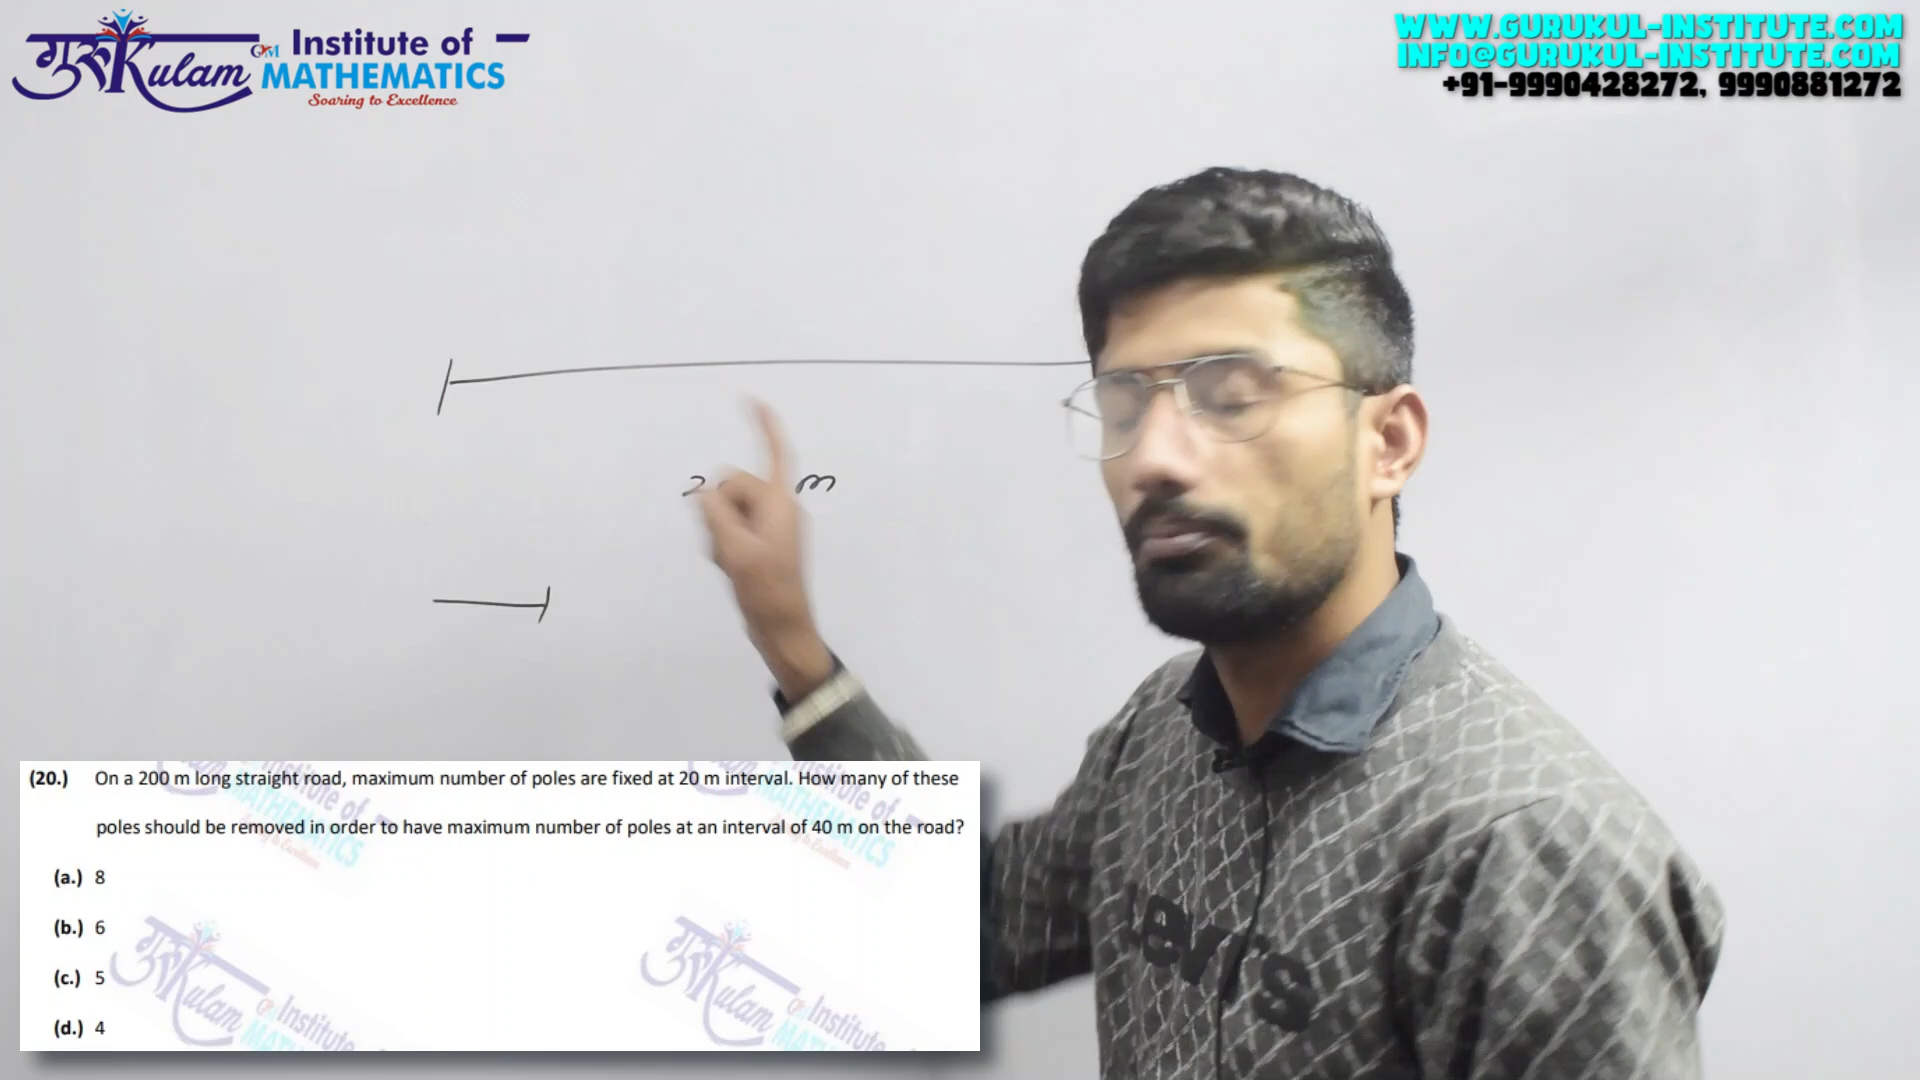 गुरुKulam
GIM Institute of
MATHEMATICS
Soaring to Excellence
WWW.GURUKUL-INSTITUTE.COM
INFO@GURUKUL-INSTITUTE.COM
+91-9990428272, 9990881272
m
(20.) On a 200 m long straight road, maximum number of poles are fixed at 20 m interval. How many of these
poles should be removed in order to have maximum number of poles at an interval of 40 m on the road?
(a.) 8
(b.) 6
(c.) 5
(d.) 4